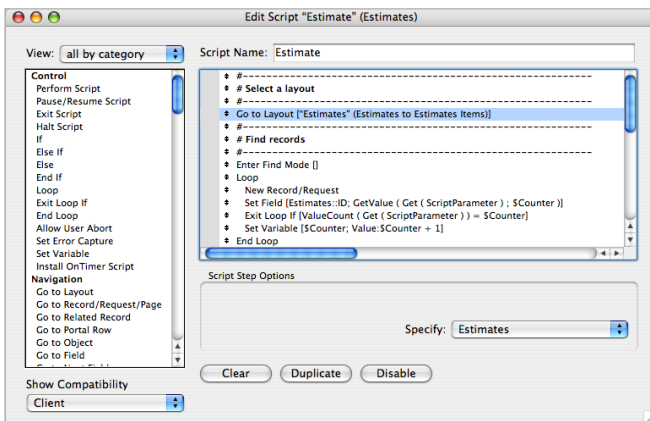 Edit Script “Estimate” (Estimates)
View: all by category
Script Name: Estimate
Control
Perform Script
Pause/Resume Script
Exit Script
Halt Script
If
Else If
Else
End If
Loop
Exit Loop If
End Loop
Allow User Abort
Set Error Capture
Set Variable
Install OnTimer Script
Navigation
Go to Layout
Go to Record/Request/Page
Go to Related Record
Go to Portal Row
Go to Object
Go to Field
#----------------------------------------------------------
# Select a layout
#----------------------------------------------------------
Go to Layout ["Estimates" (Estimates to Estimates Items)]
#----------------------------------------------------------
# Find records
#----------------------------------------------------------
Enter Find Mode []
Loop
New Record/Request
Set Field [Estimates::ID; GetValue ( Get ( ScriptParameter ) ; $Counter )]
Exit Loop If [ValueCount ( Get ( ScriptParameter ) ) = $Counter]
Set Variable [$Counter; Value:$Counter + 1]
End Loop
Script Step Options
Specify: Estimates
Clear
Duplicate
Disable
Show Compatibility
Client